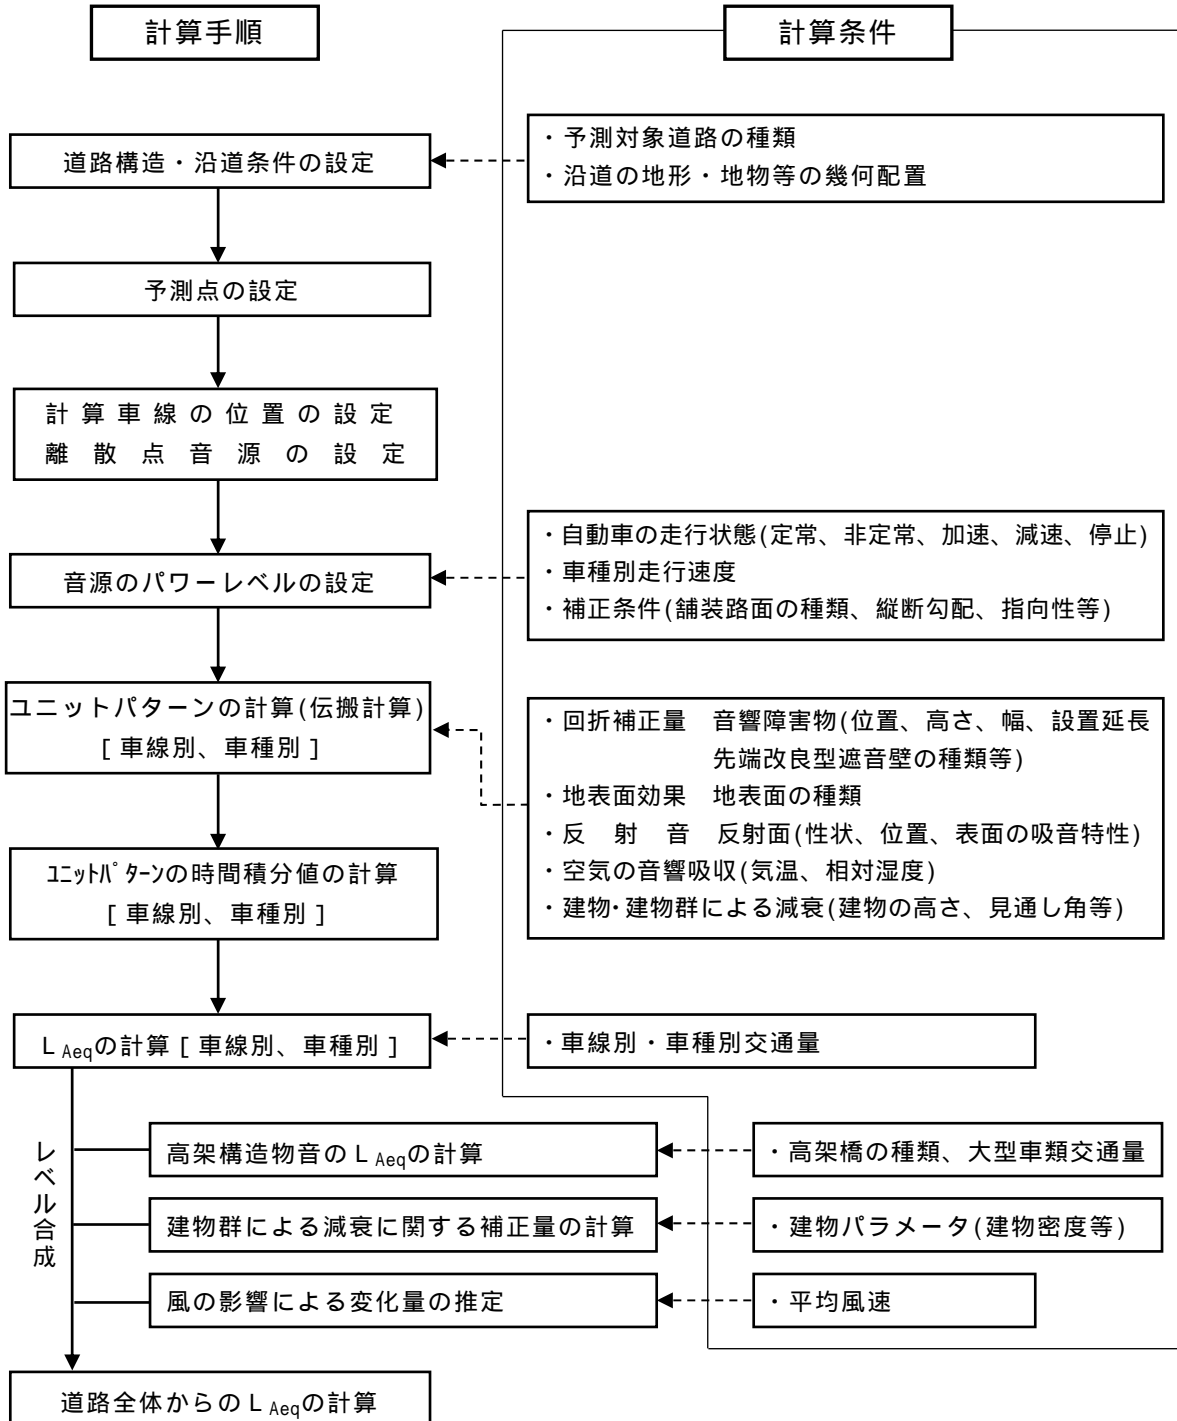 計算手順
計算条件
道路構造・沿道条件の設定
・予測対象道路の種類
・沿道の地形・地物等の幾何配置
予測点の設定
計算車線の位置の設定
離散点音源の設定
音源のパワーレベルの設定
・自動車の走行状態(定常、非定常、加速、減速、停止)
・車種別走行速度
・補正条件(舗装路面の種類、縦断勾配、指向性等)
ユニットパターンの計算(伝搬計算)
[車線別、車種別]
・回折補正量　音響障害物(位置、高さ、幅、設置延長
先端改良型遮音壁の種類等)
・地表面効果　地表面の種類
・反　射　音　反射面(性状、位置、表面の吸音特性)
・空気の音響吸収(気温、相対湿度)
・建物・建物群による減衰(建物の高さ、見通し角等)
ﾕﾆｯﾄﾊﾟﾀｰﾝの時間積分値の計算
[車線別、車種別]
LAeqの計算[車線別、車種別]
・車線別・車種別交通量
レベル合成
高架構造物音のLAeqの計算
・高架橋の種類、大型車類交通量
建物群による減衰に関する補正量の計算
・建物パラメータ(建物密度等)
風の影響による変化量の推定
・平均風速
道路全体からのLAeqの計算